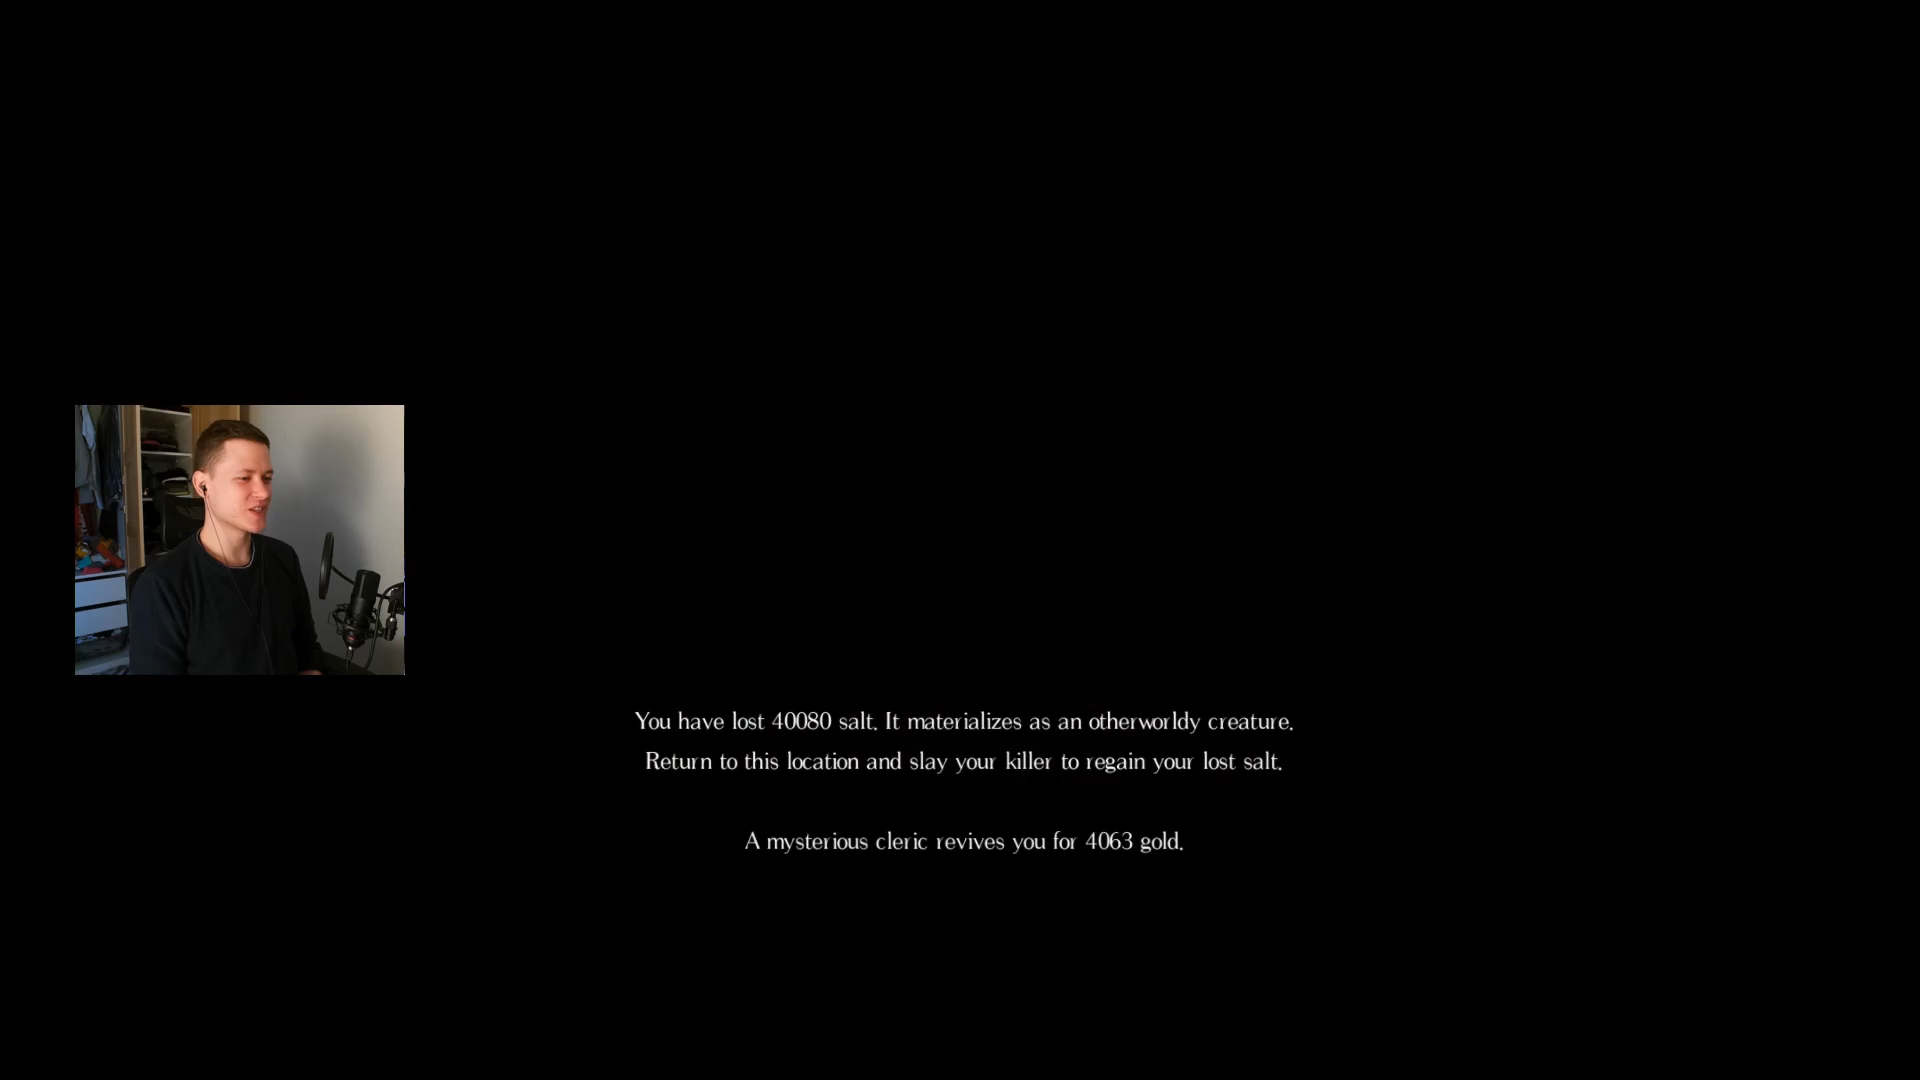 You have lost 40080 salt. It materializes as an otherworldy creature.
Return to this location and slay your killer to regain your lost salt.
A mysterious cleric revives you for 4063 gold.